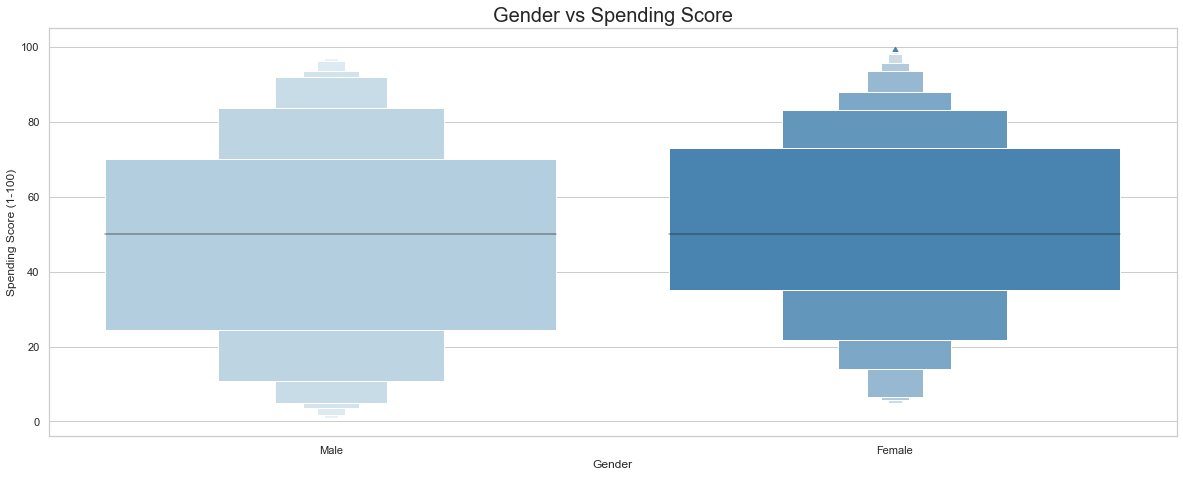 Gender vs Spending Score
100
80
60
40
20
0
Spending Score (1-100)
Male
Female
Gender